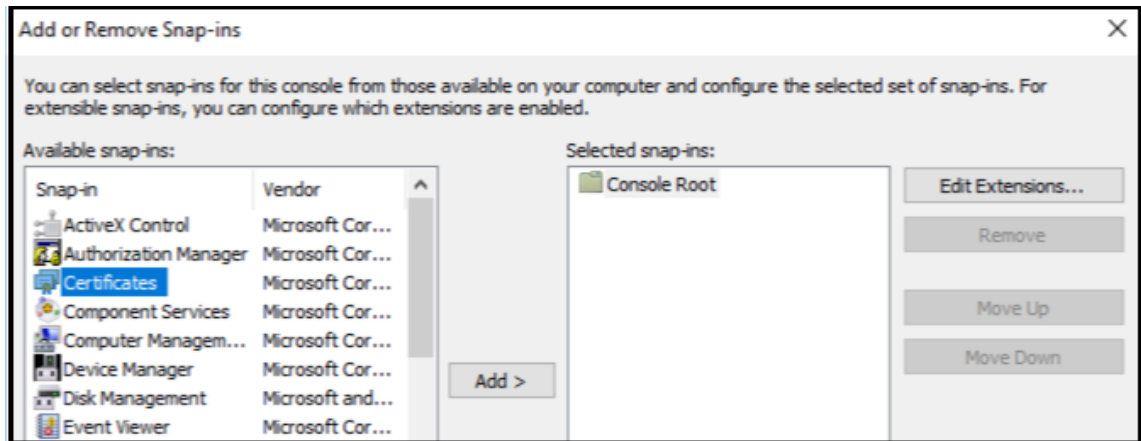 Add or Remove Snap-ins
You can select snap-ins for this console from those available on your computer and configure the selected set of snap-ins. For
extensible snap-ins, you can configure which extensions are enabled.
Available snap-ins:
Selected snap-ins:
Snap-in Vendor
ActiveX Control Microsoft Cor...
Authorization Manager Microsoft Cor...
Certificates Microsoft Cor...
Component Services Microsoft Cor...
Computer Managem... Microsoft Cor...
Device Manager Microsoft Cor...
Disk Management Microsoft and...
Event Viewer Microsoft Cor...
Add >
Console Root
Edit Extensions...
Remove
Move Up
Move Down